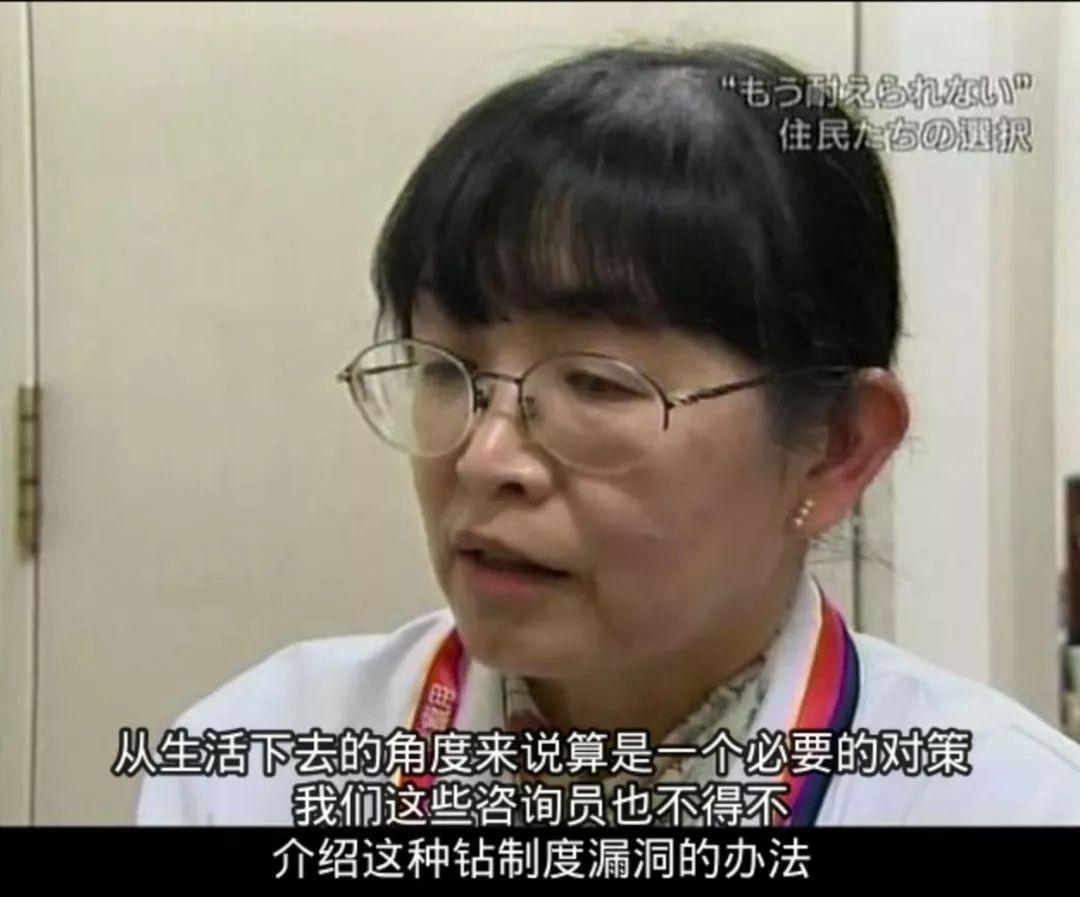 “もう耐えられない”
住民たちの選択
从生活下去的角度来说算是一个必要的对策
我们这些咨询员也不得不
介绍这种钻制度漏洞的办法